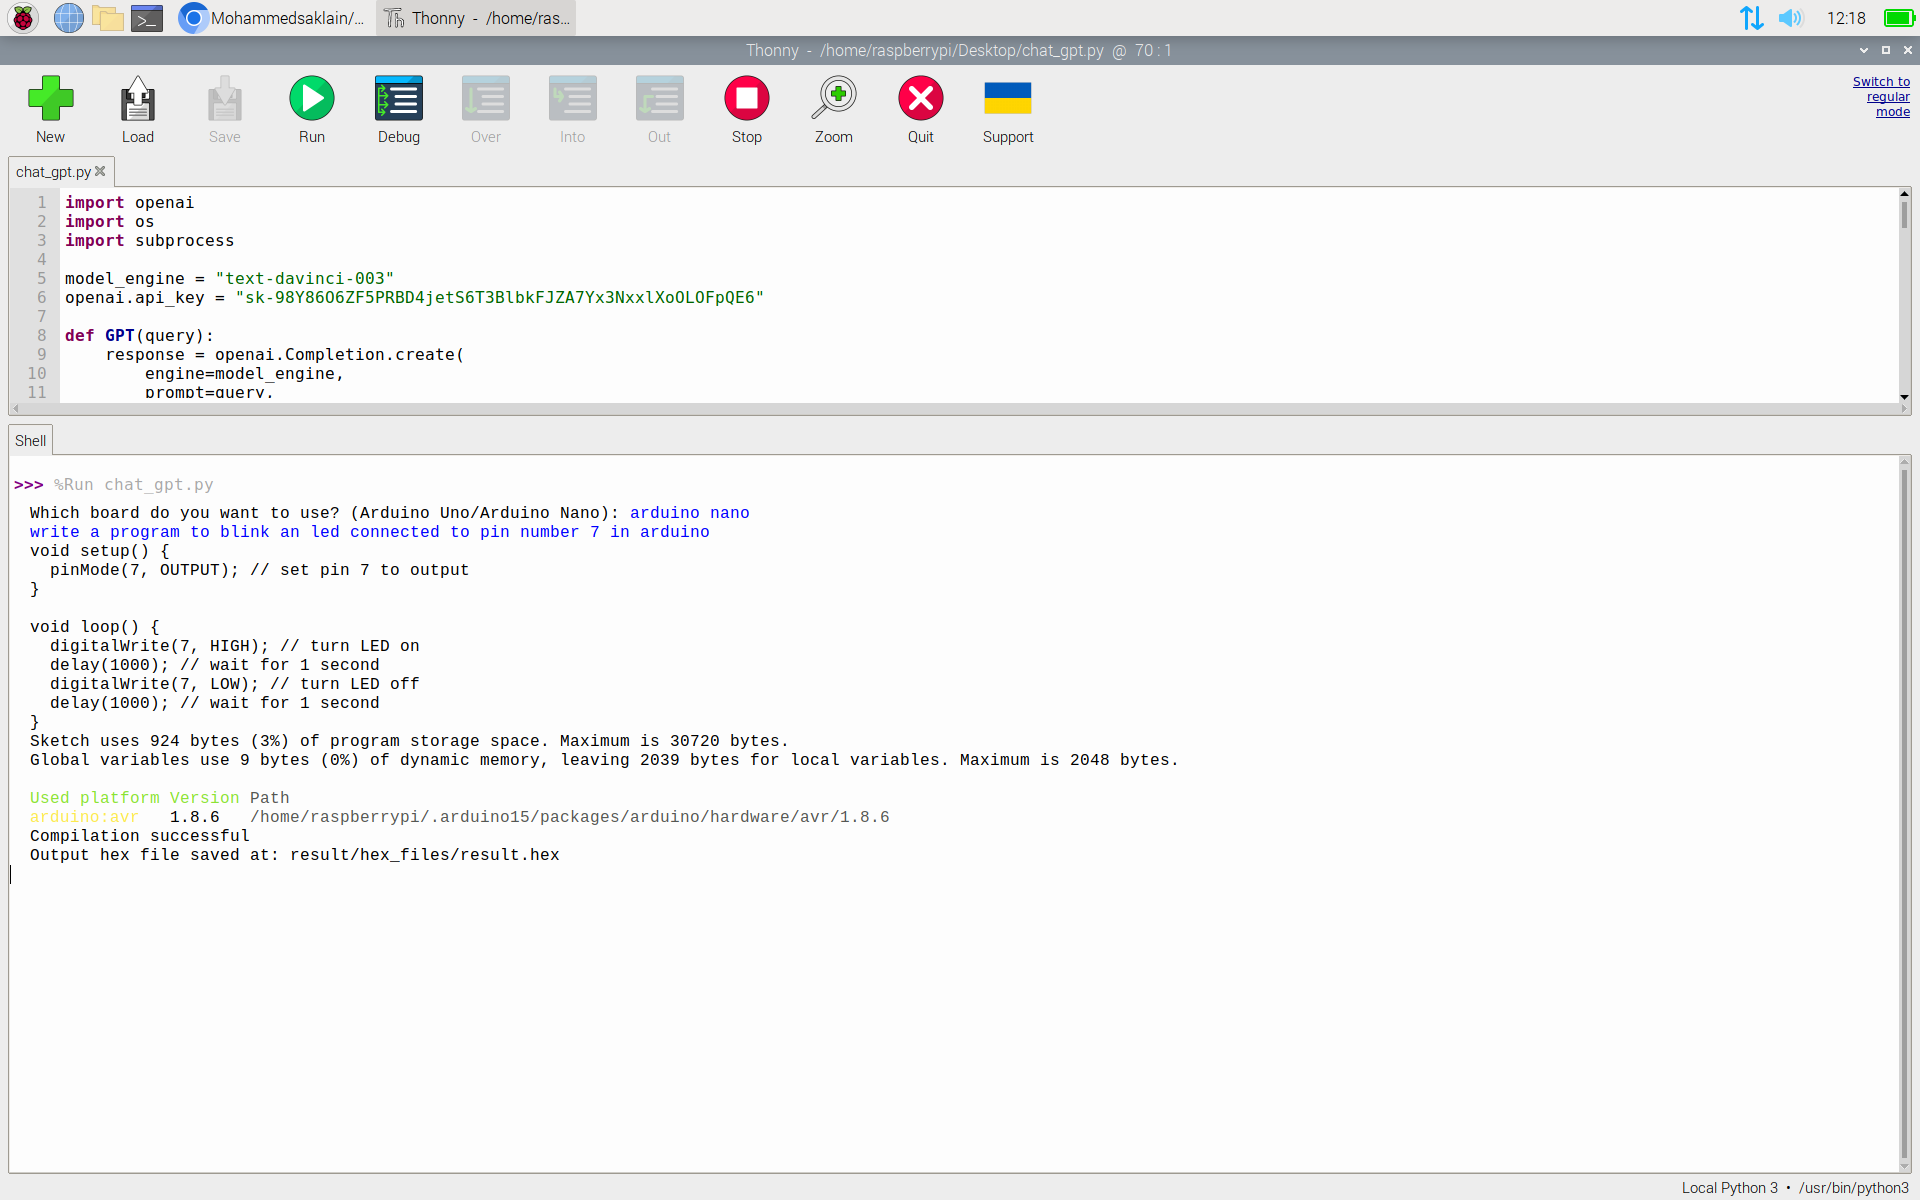 Mohammedsaklain/...
Thonny - /home/ras...
12:18
Thonny - /home/raspberrypi/Desktop/chat_gpt.py @ 70 : 1
New
Load
Save
Run
Debug
Over
Into
Out
Stop
Zoom
Quit
Support
Switch to
regular
mode
chat_gpt.py
1 import openai
2 import os
3 import subprocess
4
5 model_engine = "text-davinci-003"
6 openai.api_key = "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"
7
8 def GPT(query):
9     response = openai.Completion.create(
10         engine=model_engine,
11         prompt=query,
Shell
>>> %Run chat_gpt.py
Which board do you want to use? (Arduino Uno/Arduino Nano): arduino nano
write a program to blink an led connected to pin number 7 in arduino
void setup() {
  pinMode(7, OUTPUT); // set pin 7 to output
}
void loop() {
  digitalWrite(7, HIGH); // turn LED on
  delay(1000); // wait for 1 second
  digitalWrite(7, LOW); // turn LED off
  delay(1000); // wait for 1 second
}
Sketch uses 924 bytes (3%) of program storage space. Maximum is 30720 bytes.
Global variables use 9 bytes (0%) of dynamic memory, leaving 2039 bytes for local variables. Maximum is 2048 bytes.
Used platform Version Path
arduino:avr   1.8.6   /home/raspberrypi/.arduino15/packages/arduino/hardware/avr/1.8.6
Compilation successful
Output hex file saved at: result/hex_files/result.hex
Local Python 3 • /usr/bin/python3